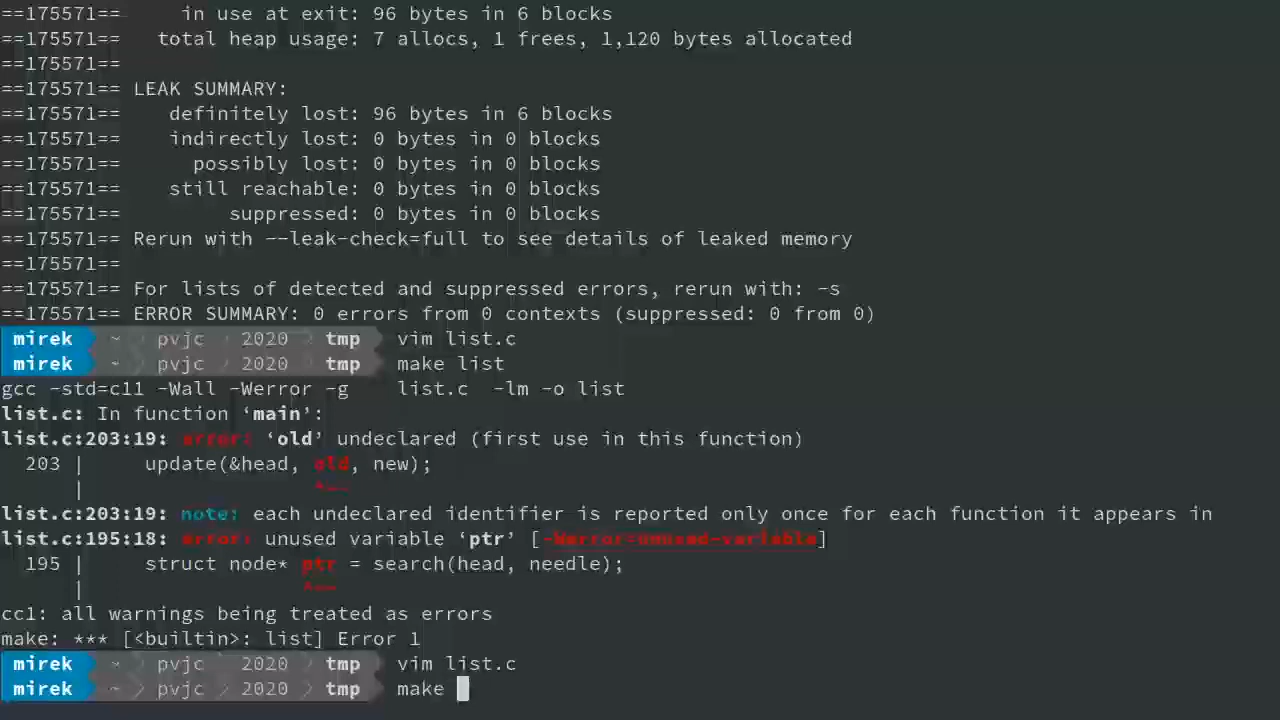 ==175571==     in use at exit: 96 bytes in 6 blocks
==175571==   total heap usage: 7 allocs, 1 frees, 1,120 bytes allocated
==175571==
==175571== LEAK SUMMARY:
==175571==    definitely lost: 96 bytes in 6 blocks
==175571==    indirectly lost: 0 bytes in 0 blocks
==175571==      possibly lost: 0 bytes in 0 blocks
==175571==    still reachable: 0 bytes in 0 blocks
==175571==         suppressed: 0 bytes in 0 blocks
==175571== Rerun with --leak-check=full to see details of leaked memory
==175571==
==175571== For lists of detected and suppressed errors, rerun with: -s
==175571== ERROR SUMMARY: 0 errors from 0 contexts (suppressed: 0 from 0)
mirek ~ pvjc 2020 tmp vim list.c
mirek ~ pvjc 2020 tmp make list
gcc -std=c11 -Wall -Werror -g    list.c  -lm -o list
list.c: In function ‘main’:
list.c:203:19: error: ‘old’ undeclared (first use in this function)
  203 |     update(&head, old, new);
      |                   ^~~
list.c:203:19: note: each undeclared identifier is reported only once for each function it appears in
list.c:195:18: error: unused variable ‘ptr’ [-Werror=unused-variable]
  195 |     struct node* ptr = search(head, needle);
      |                  ^~~
cc1: all warnings being treated as errors
make: *** [<builtin>: list] Error 1
mirek ~ pvjc 2020 tmp vim list.c
mirek ~ pvjc 2020 tmp make